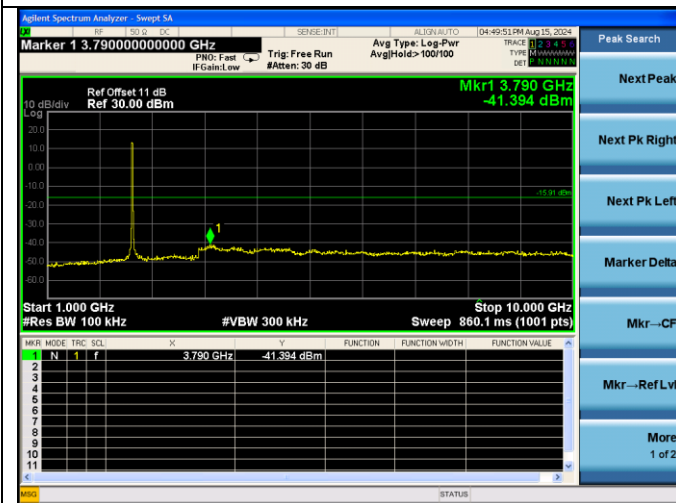 Agilent Spectrum Analyzer - Swept SA
RF 50 Ω DC SENSE:INT ALIGNAUTO 04:49:51 PM Aug 15, 2024
Marker 1 3.790000000000 GHz
PNO: Fast
IFGain:Low
Trig: Free Run
#Atten: 30 dB
Avg Type: Log-Pwr
Avg|Hold:>100/100
TRACE 1 2 3 4 5 6
TYPE M
DET P N N N N N
Peak Search
Mkr1 3.790 GHz
-41.394 dBm
Ref Offset 11 dB
10 dB/div Ref 30.00 dBm
Log
20.0
10.0
0.00
-10.0
-20.0
-30.0
-40.0
-50.0
-60.0
-15.91 dBm
1
Start 1.000 GHz Stop 10.000 GHz
#Res BW 100 kHz #VBW 300 kHz Sweep 860.1 ms (1001 pts)
MKR MODE TRC SCL X Y FUNCTION FUNCTION WIDTH FUNCTION VALUE
1 N 1 f 3.790 GHz -41.394 dBm
2
3
4
5
6
7
8
9
10
11
MSG STATUS
Next Peak
Next Pk Right
Next Pk Left
Marker Delta
Mkr→CF
Mkr→Ref Lvl
More
1 of 2